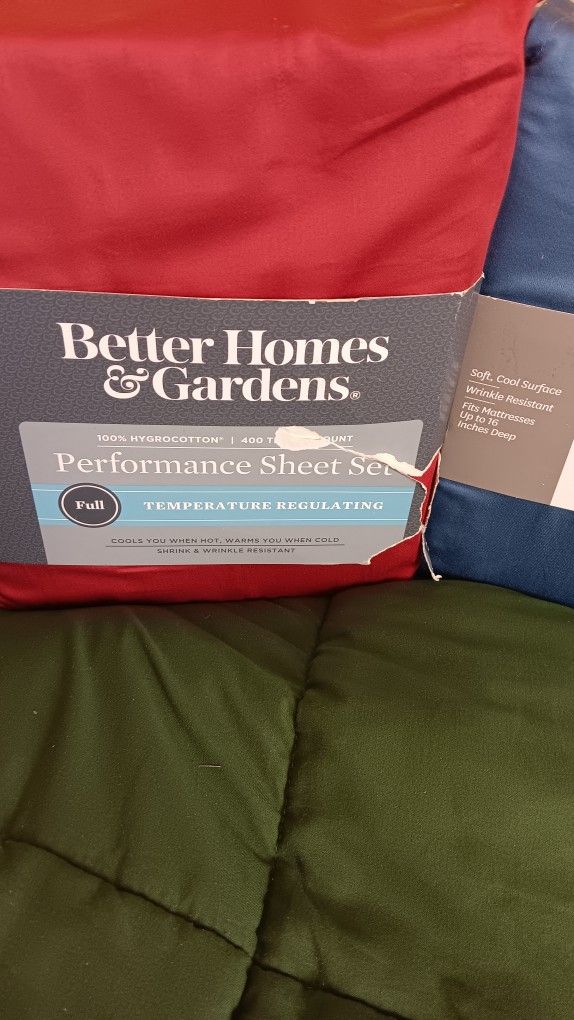 Better Homes
& Gardens®
100% HYGROCOTTON® | 400
Performance Sheet Set
Full
TEMPERATURE REGULATING
COOLS YOU WHEN HOT, WARMS YOU WHEN COLD
SHRINK & WRINKLE RESISTANT
Soft, Cool Surface
Wrinkle Resistant
Fits Mattresses
Up to 16
Inches Deep